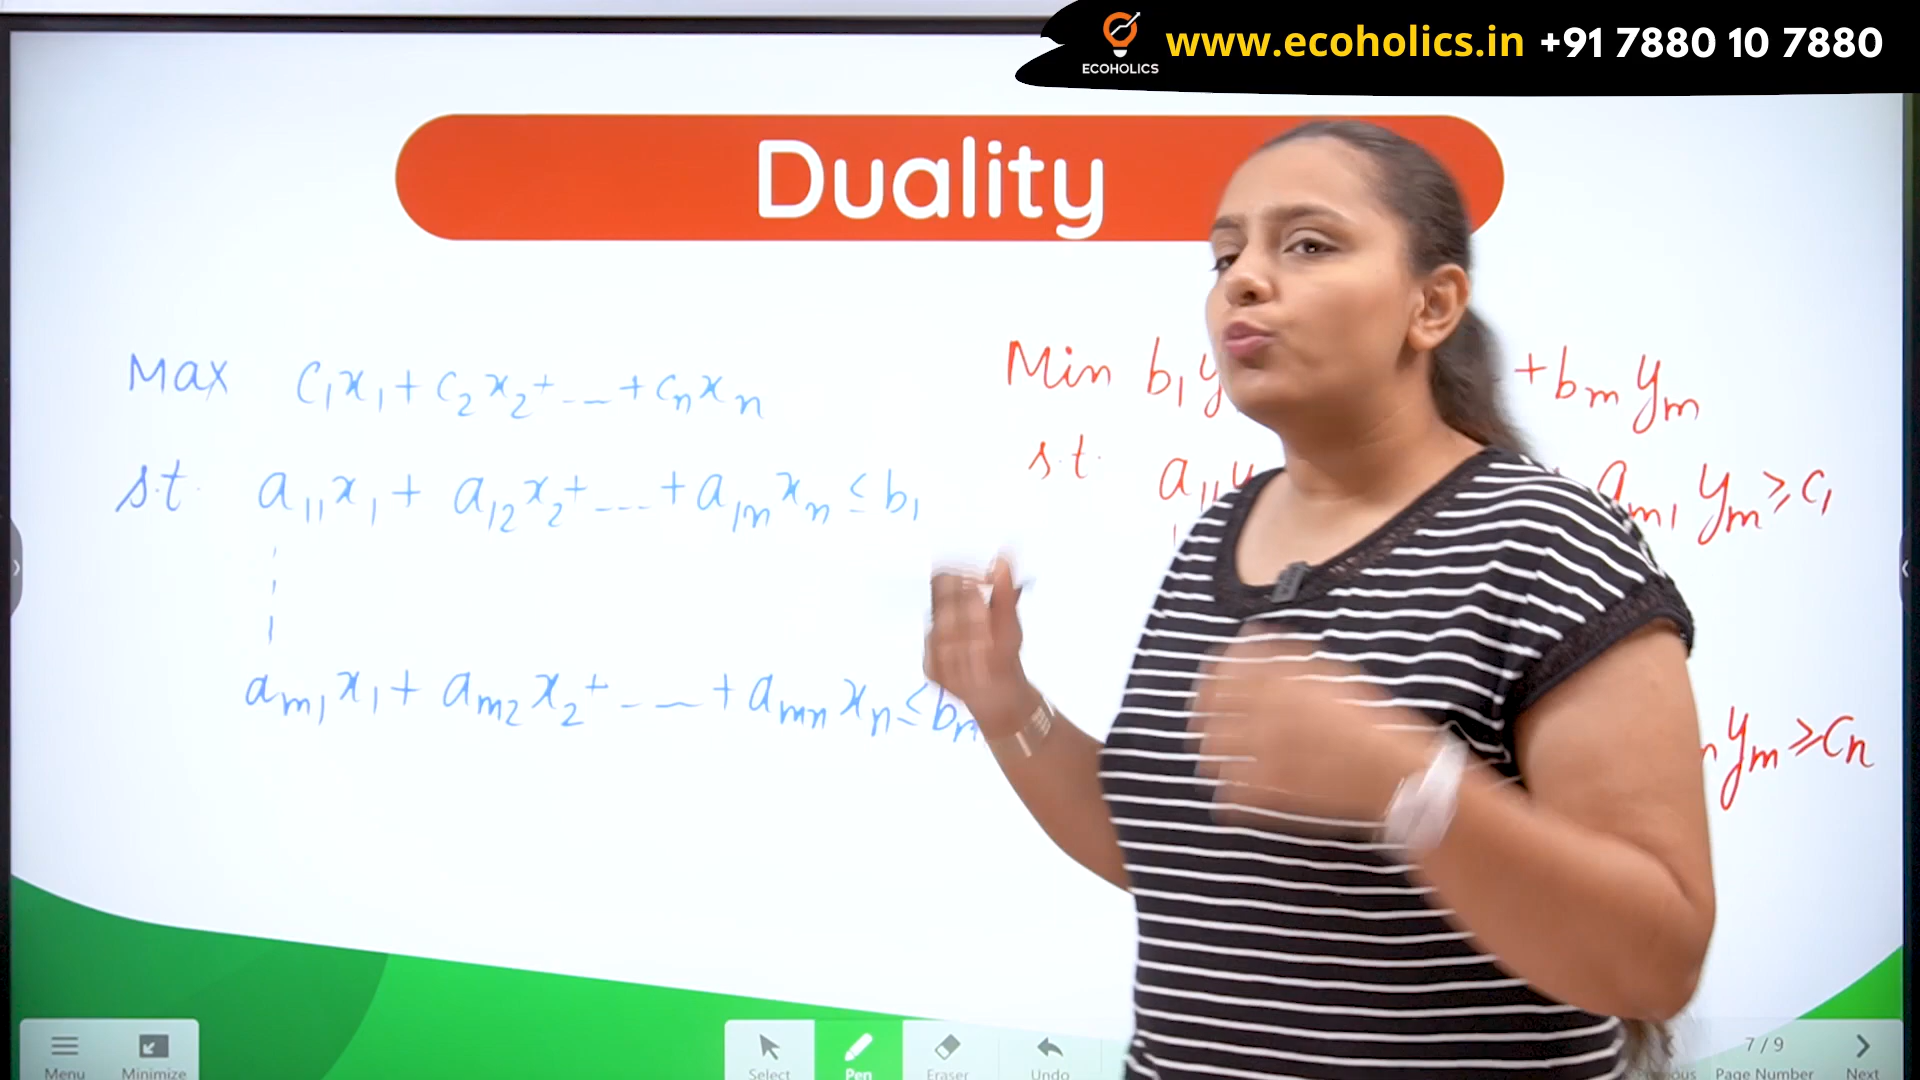 www.ecoholics.in +91 7880 10 7880
ECOHOLICS
Duality
Max c₁x₁ + c₂x₂ + ... + cₙxₙ
s.t. a₁₁x₁ + a₁₂x₂ + ... + a₁ₙxₙ ≤ b₁
aₘ₁x₁ + aₘ₂x₂ + ... + aₘₙxₙ ≤ b
Min b₁y + bₘyₘ
s.t. a₁₁y aₘ₁yₘ ≥ c₁
yₘ ≥ cₙ
Menu
Minimize
Select
Pen
Eraser
Undo
7 / 9
Page Number
Next